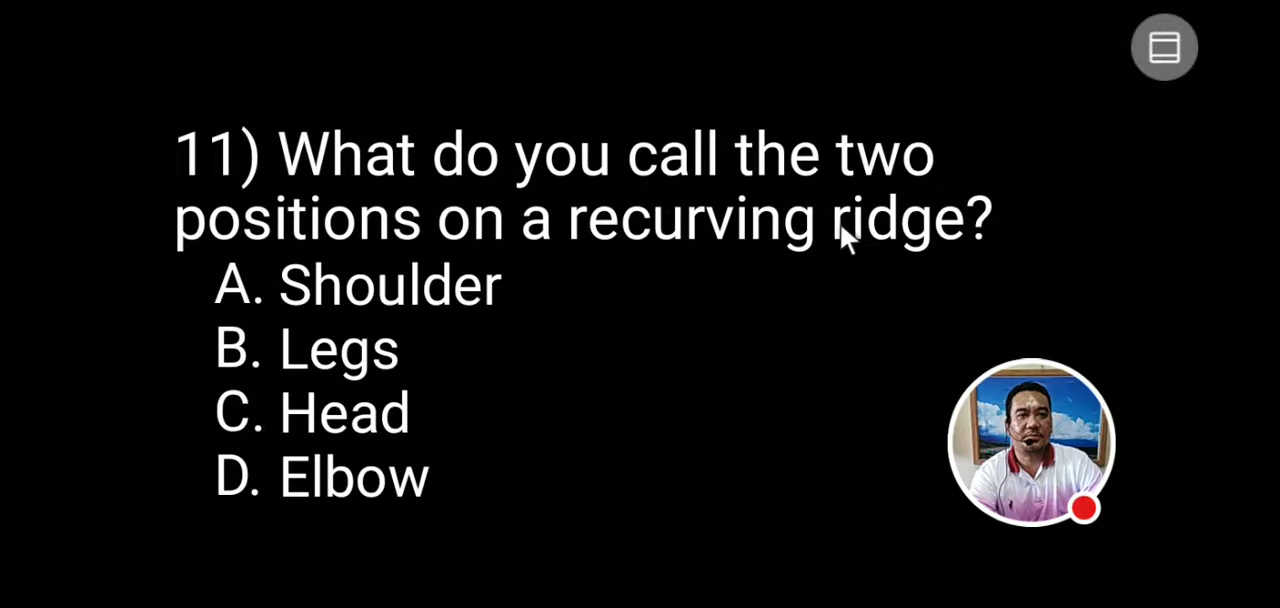 11) What do you call the two
positions on a recurving ridge?
A. Shoulder
B. Legs
C. Head
D. Elbow